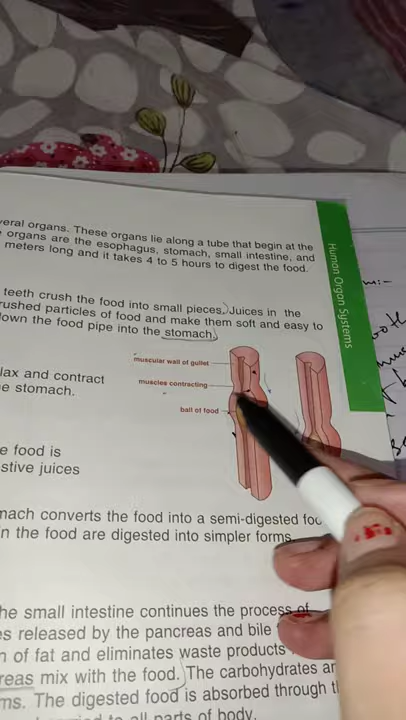 veral organs. These organs lie along a tube that begin at the
organs are the esophagus, stomach, small intestine, and
meters long and it takes 4 to 5 hours to digest the food.
Human Organ Systems
teeth crush the food into small pieces. Juices in the
rushed particles of food and make them soft and easy to
down the food pipe into the stomach.
muscular wall of gullet
lax and contract
muscles contracting
e stomach.
ball of food
e food is
stive juices
mach converts the food into a semi-digested foo
n the food are digested into simpler forms
he small intestine continues the process of
es released by the pancreas and bile
n of fat and eliminates waste products
reas mix with the food. The carbohydrates ar
ms. The digested food is absorbed through t
to all parts of body.